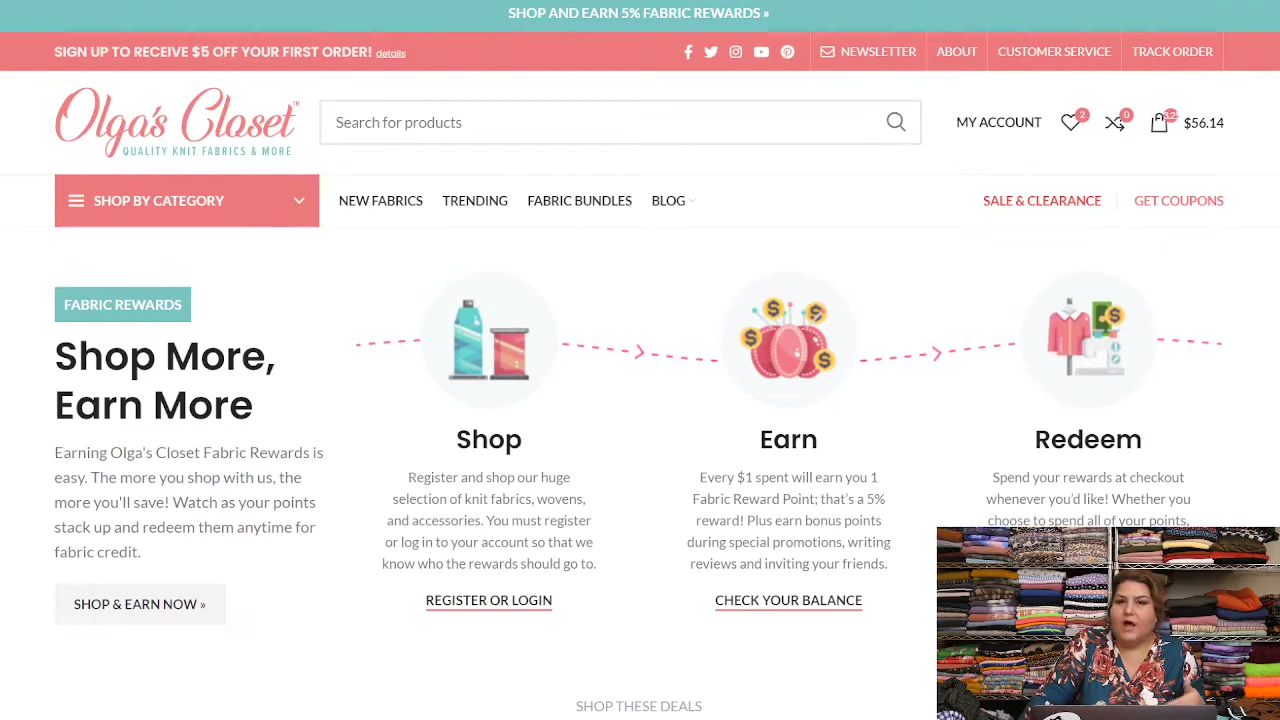 SHOP AND EARN 5% FABRIC REWARDS »
SIGN UP TO RECEIVE $5 OFF YOUR FIRST ORDER! details
NEWSLETTER
ABOUT
CUSTOMER SERVICE
TRACK ORDER
Olga's Closet™
QUALITY KNIT FABRICS & MORE
Search for products
MY ACCOUNT
2
0
$56.14
SHOP BY CATEGORY
NEW FABRICS
TRENDING
FABRIC BUNDLES
BLOG
SALE & CLEARANCE
GET COUPONS
FABRIC REWARDS
Shop More,
Earn More
Earning Olga's Closet Fabric Rewards is
easy. The more you shop with us, the
more you'll save! Watch as your points
stack up and redeem them anytime for
fabric credit.
SHOP & EARN NOW »
Shop
Register and shop our huge
selection of knit fabrics, wovens,
and accessories. You must register
or log in to your account so that we
know who the rewards should go to.
REGISTER OR LOGIN
Earn
Every $1 spent will earn you 1
Fabric Reward Point; that's a 5%
reward! Plus earn bonus points
during special promotions, writing
reviews and inviting your friends.
CHECK YOUR BALANCE
Redeem
Spend your rewards at checkout
whenever you'd like! Whether you
choose to spend all of your points,
SHOP THESE DEALS